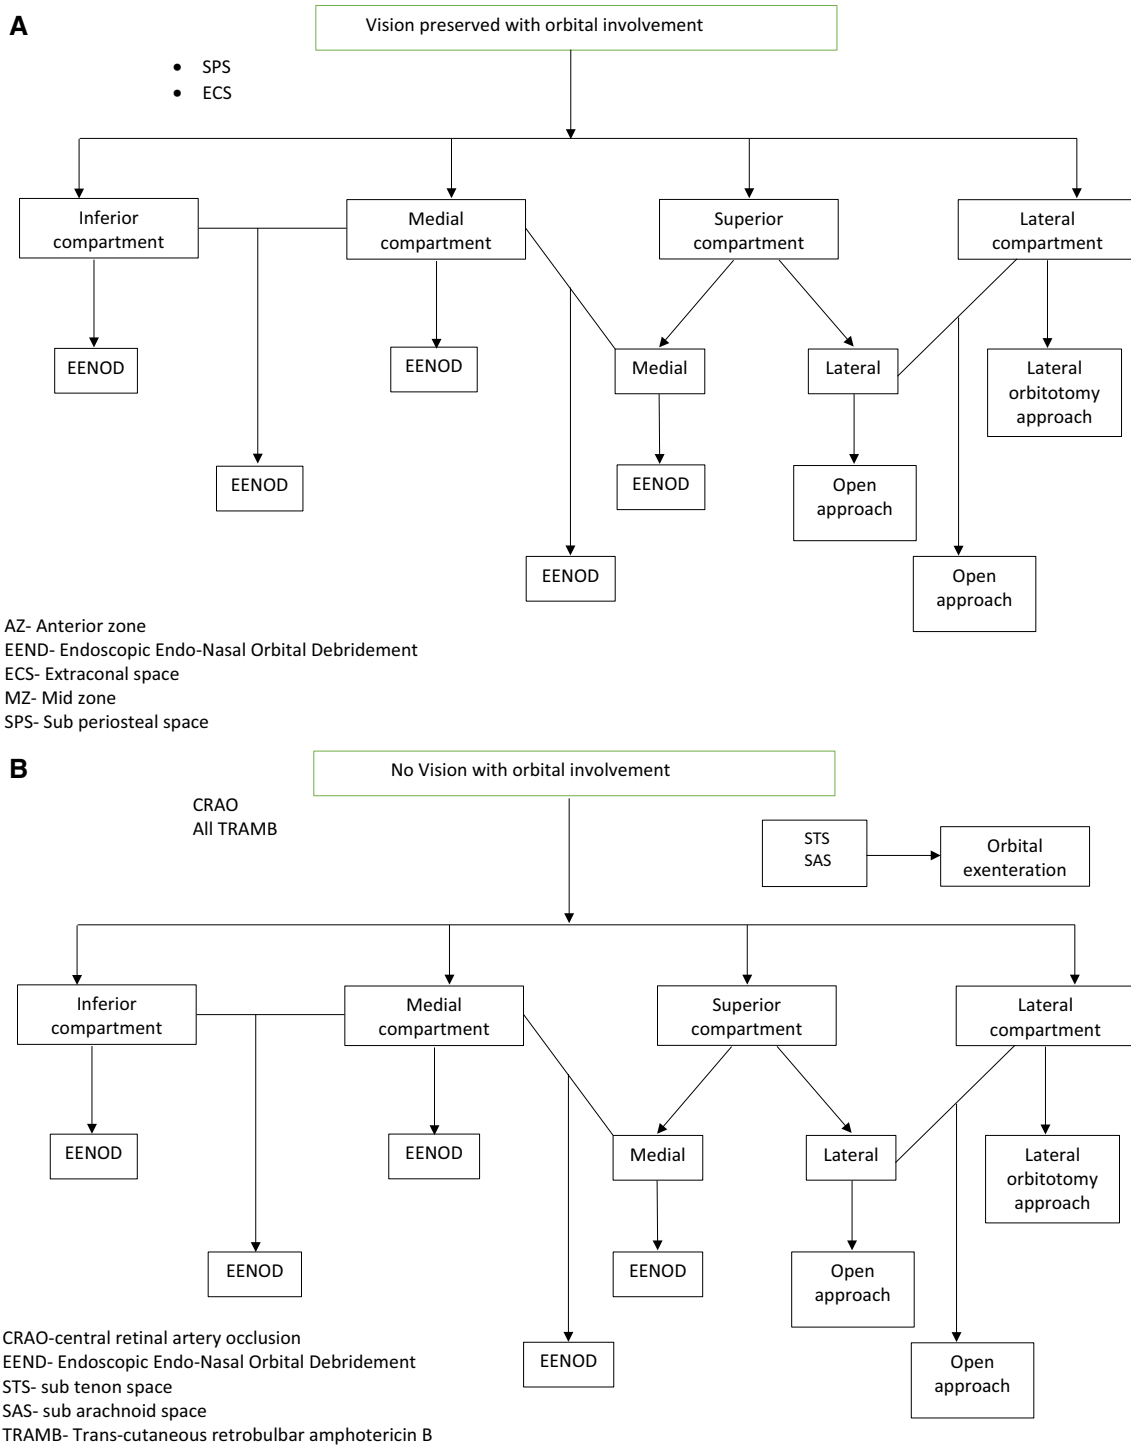 A
Vision preserved with orbital involvement
• SPS
• ECS
Inferior
compartment
Medial
compartment
Superior
compartment
Lateral
compartment
EENOD
EENOD
Medial
Lateral
Lateral
orbitotomy
approach
EENOD
EENOD
Open
approach
EENOD
Open
approach
AZ- Anterior zone
EEND- Endoscopic Endo-Nasal Orbital Debridement
ECS- Extraconal space
MZ- Mid zone
SPS- Sub periosteal space
B
No Vision with orbital involvement
CRAO
All TRAMB
STS
SAS
Orbital
exenteration
Inferior
compartment
Medial
compartment
Superior
compartment
Lateral
compartment
EENOD
EENOD
Medial
Lateral
Lateral
orbitotomy
approach
EENOD
EENOD
Open
approach
EENOD
Open
approach
CRAO-central retinal artery occlusion
EEND- Endoscopic Endo-Nasal Orbital Debridement
STS- sub tenon space
SAS- sub arachnoid space
TRAMB- Trans-cutaneous retrobulbar amphotericin B